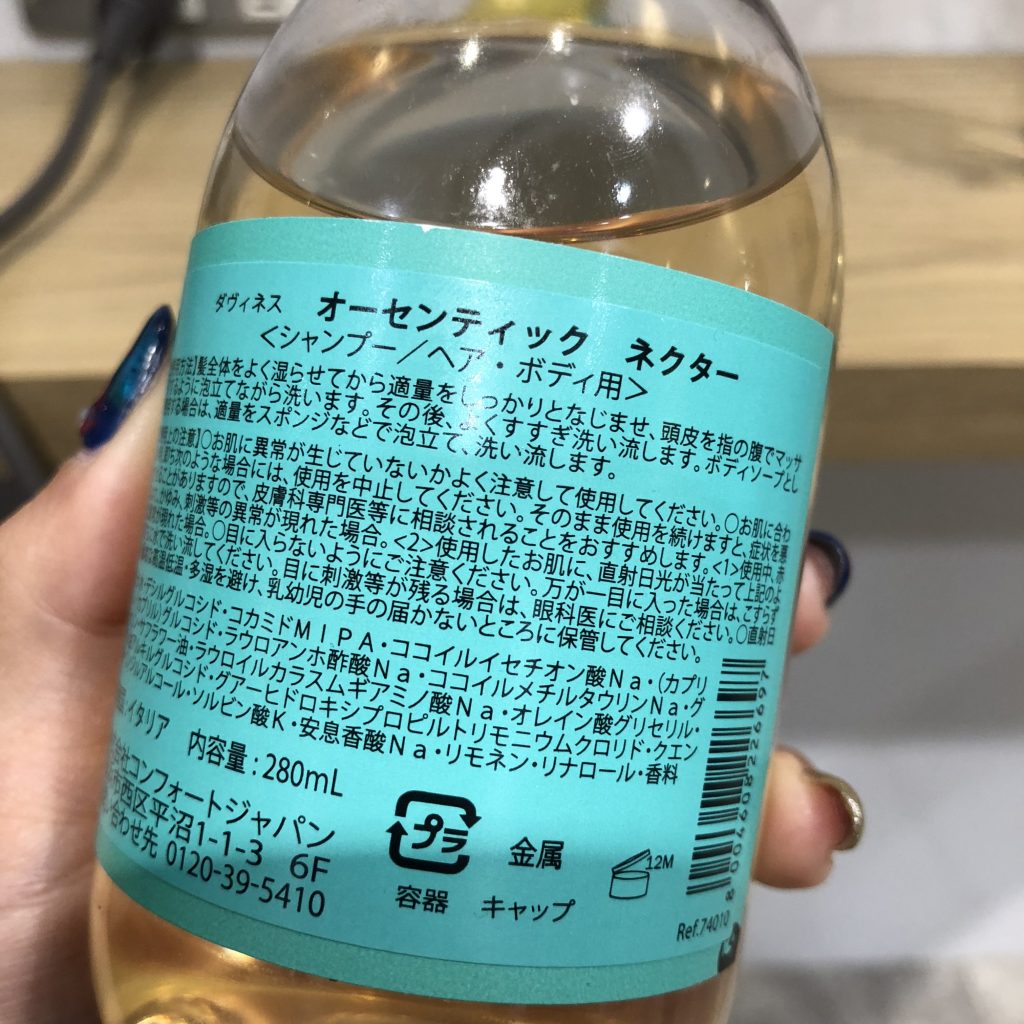 ダヴィネス オーセンティック ネクター
<シャンプー／ヘア・ボディ用>
方法】髪全体をよく湿らせてから適量をしっかりとなじませ、頭皮を指の腹でマッサ
するように泡立てながら洗います。その後、よくすすぎ洗い流します。ボディソープとし
する場合は、適量をスポンジなどで泡立て、洗い流します。
上の注意】○お肌に異常が生じていないかよく注意して使用してください。○お肌に合わ
のような場合には、使用を中止してください。そのまま使用を続けますと、症状を悪
ことがありますので、皮膚科専門医等に相談されることをおすすめします。<1>使用中、赤
かゆみ、刺激等の異常が現れた場合。<2>使用したお肌に、直射日光が当たって上記のよ
現れた場合。○目に入らないようにご注意ください。万が一目に入った場合は、こすらず
で洗い流してください。目に刺激等が残る場合は、眼科医にご相談ください。○直射日
低温・多湿を避け、乳幼児の手の届かないところに保管してください。
デシルグルコシド・コカミドMIPA・ココイルイセチオン酸Na・(カプリ
グルコシド・ラウロアンホ酢酸Na・ココイルメチルタウリンNa・グ
フラワー油・ラウロイルカラスムギアミノ酸Na・オレイン酸グリセリル・
グルコシド・グアーヒドロキシプロピルトリモニウムクロリド・クエン
アルコール・ソルビン酸K・安息香酸Na・リモネン・リナロール・香料
イタリア 内容量：280mL
社コンフォートジャパン
市西区平沼1-1-3 6F
合わせ先 0120-39-5410
プラ
容器
金属
キャップ
12M
Ref.74010